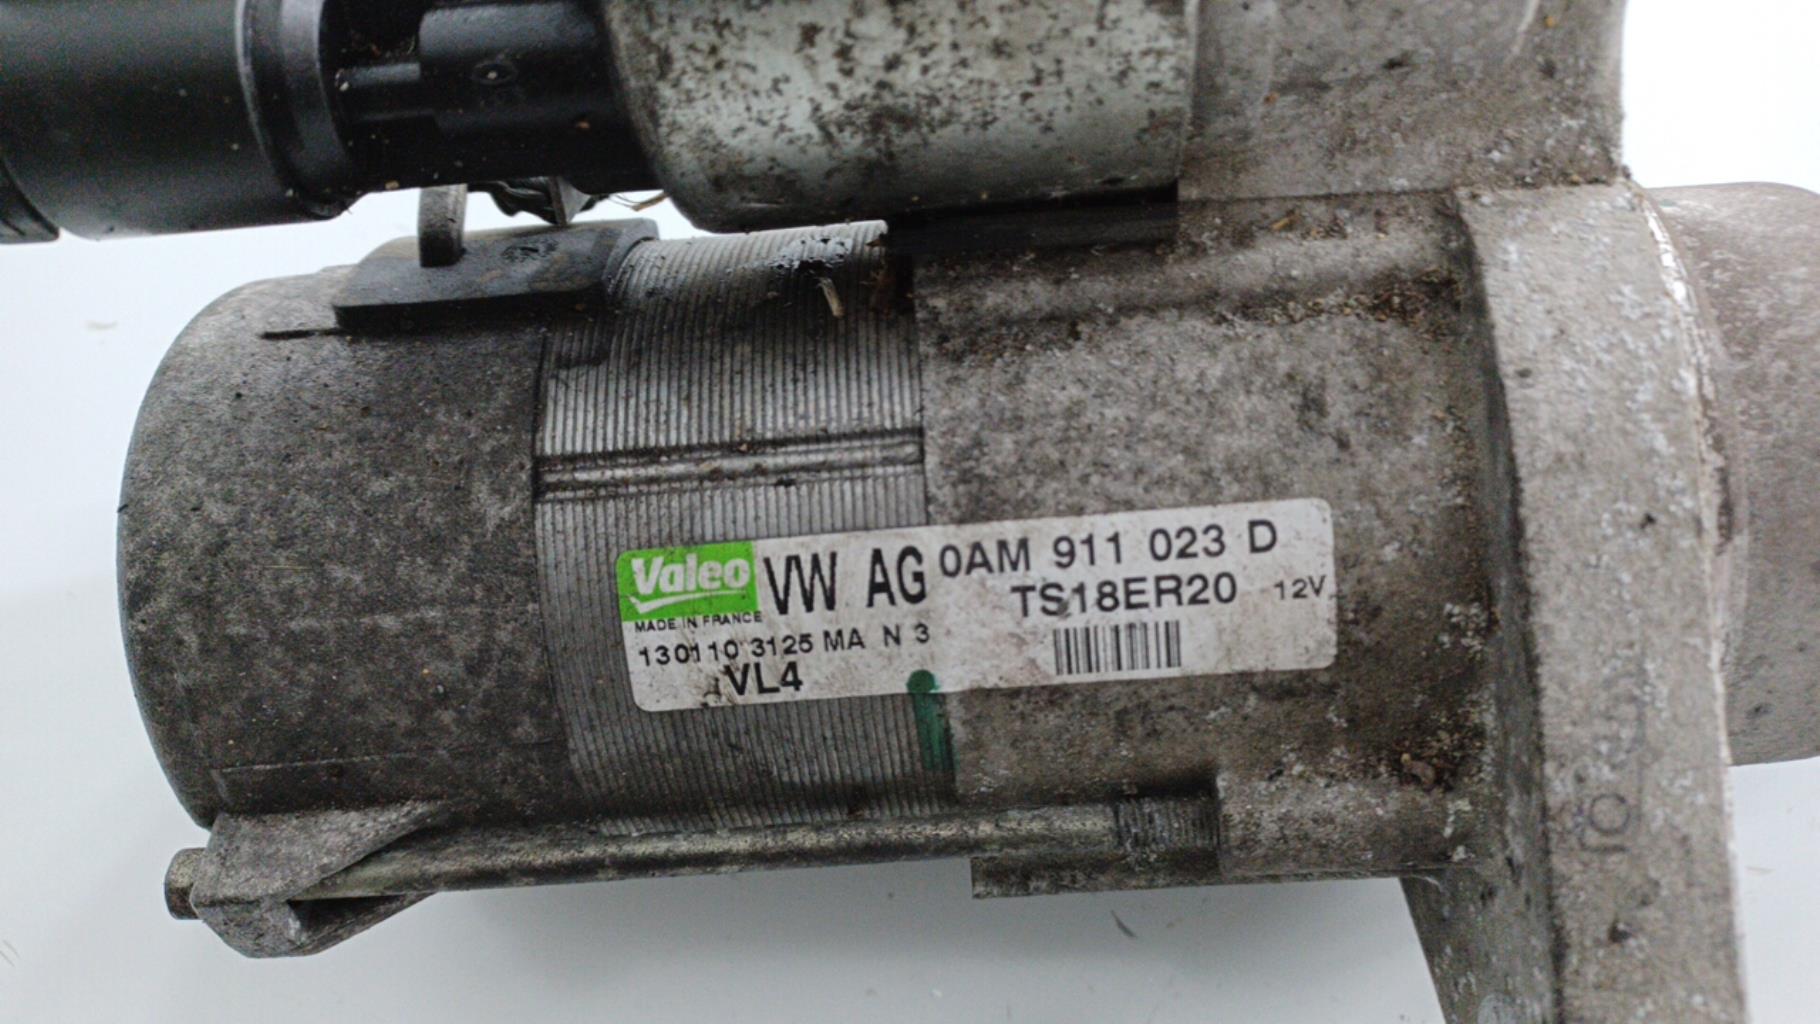 Valeo VW AG 0AM 911 023 D
TS18ER20 12V
MADE IN FRANCE
130110 3125 MA N 3
VL4